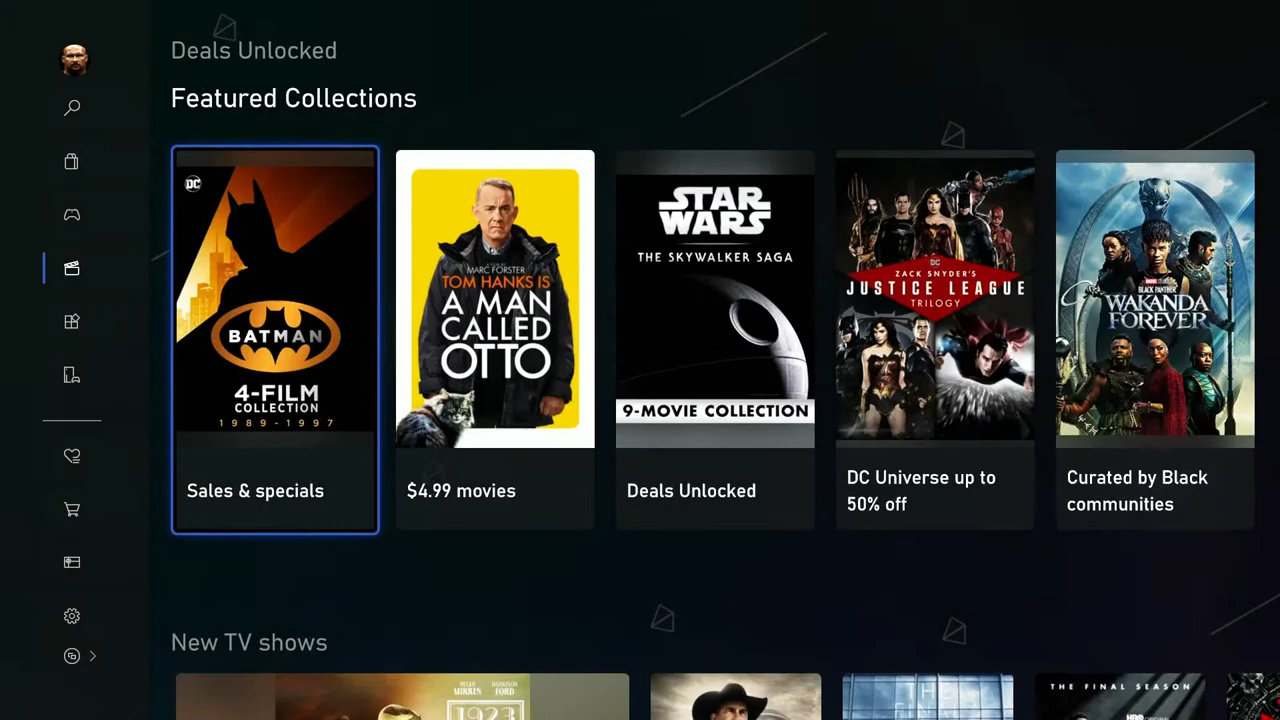 Deals Unlocked
Featured Collections
DC
BATMAN
4-FILM
COLLECTION
1989-1997
Sales & specials
MARC FORSTER
TOM HANKS IS
A MAN
CALLED
OTTO
$4.99 movies
STAR
WARS
THE SKYWALKER SAGA
9-MOVIE COLLECTION
Deals Unlocked
DC
ZACK SNYDER'S
JUSTICE LEAGUE
TRILOGY
DC Universe up to
50% off
BLACK PANTHER
WAKANDA
FOREVER
Curated by Black
communities
New TV shows
HELEN
MIRREN
HARRISON
FORD
1923
THE
THE FINAL SEASON
HBO